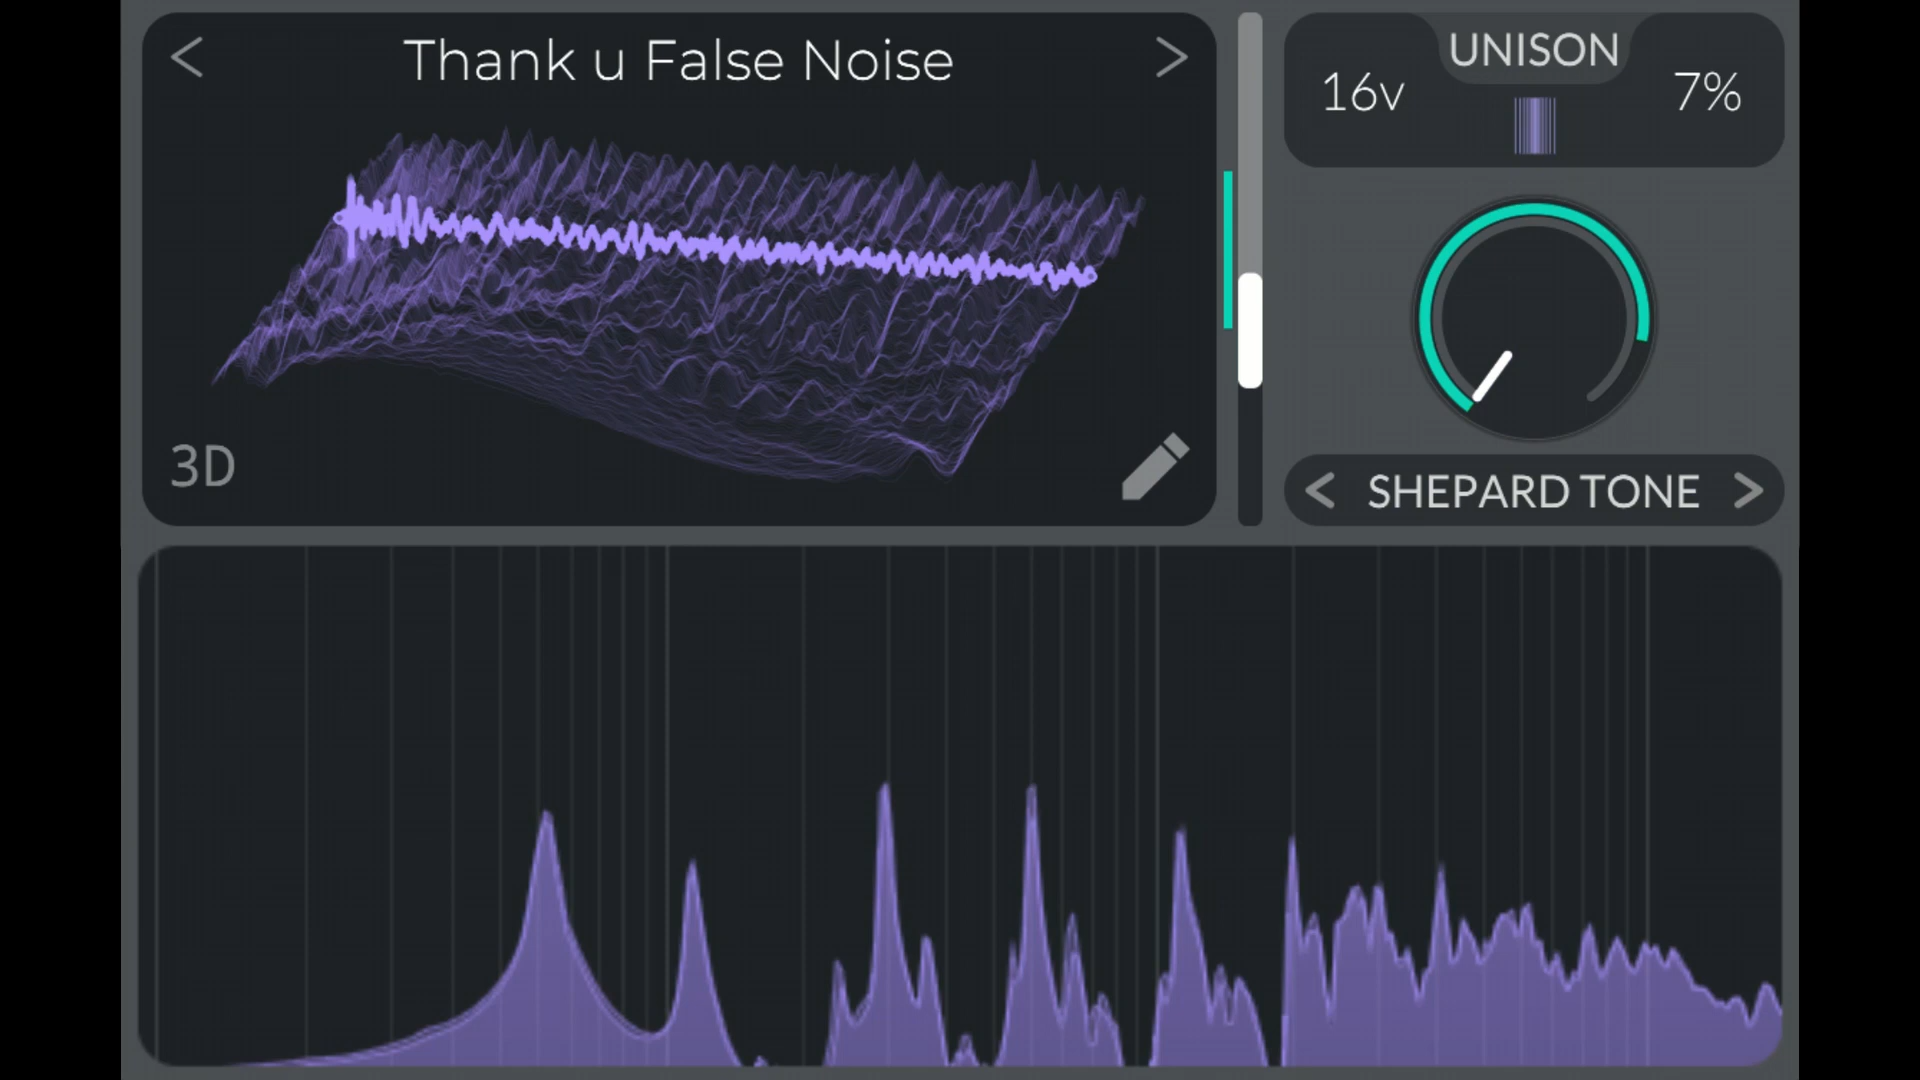 Thank u False Noise
UNISON
16v
7%
3D
SHEPARD TONE